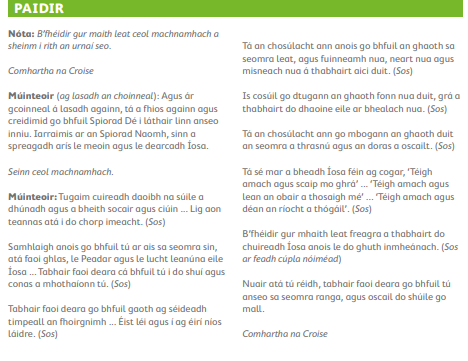 PAIDIR
Nóta: B'fhéidir gur maith leat ceol machnamhach a
sheinm i rith an urnaí seo.
Comhartha na Croise
Múinteoir (ag lasadh an choinneal): Agus ár
gcoinneal á lasadh againn, tá a fhios againn agus
creidimid go bhfuil Spiorad Dé i láthair linn anseo
inniu. Iarraimis ar an Spiorad Naomh, sinn a
spreagadh arís le meoin agus le dearcadh Íosa.
Seinn ceol machnamhach.
Múinteoir: Tugaim cuireadh daoibh na súile a
dhúnadh agus a bheith socair agus ciúin ... Lig aon
teannas atá i do chorp imeacht. (Sos)
Samhlaigh anois go bhfuil tú ar ais sa seomra sin,
atá faoi ghlas, le Peadar agus le lucht leanúna eile
Íosa ... Tabhair faoi deara cá bhfuil tú i do shuí agus
conas a mhothaíonn tú. (Sos)
Tabhair faoi deara go bhfuil gaoth ag séideadh
timpeall an fhoirgnimh ... Éist léi agus í ag éirí níos
láidre. (Sos)
Tá an chosúlacht ann anois go bhfuil an ghaoth sa
seomra leat, agus fuinneamh nua, neart nua agus
misneach nua á thabhairt aici duit. (Sos)
Is cosúil go dtugann an ghaoth fonn nua duit, grá a
thabhairt do dhaoine eile ar bhealach nua. (Sos)
Tá an chosúlacht ann go mbogann an ghaoth duit
an seomra a thrasnú agus an doras a oscailt. (Sos)
Tá sé mar a bheadh Íosa féin ag cogar, 'Téigh
amach agus scaip mo ghrá' ... 'Téigh amach agus
lean an obair a thosaigh mé' ... 'Téigh amach agus
déan an ríocht a thógáil'. (Sos)
B'fhéidir gur mhaith leat freagra a thabhairt do
chuireadh Íosa anois le do ghuth inmheánach. (Sos
ar feadh cúpla nóiméad)
Nuair atá tú réidh, tabhair faoi deara go bhfuil tú
anseo sa seomra ranga, agus oscail do shúile go
mall.
Comhartha na Croise